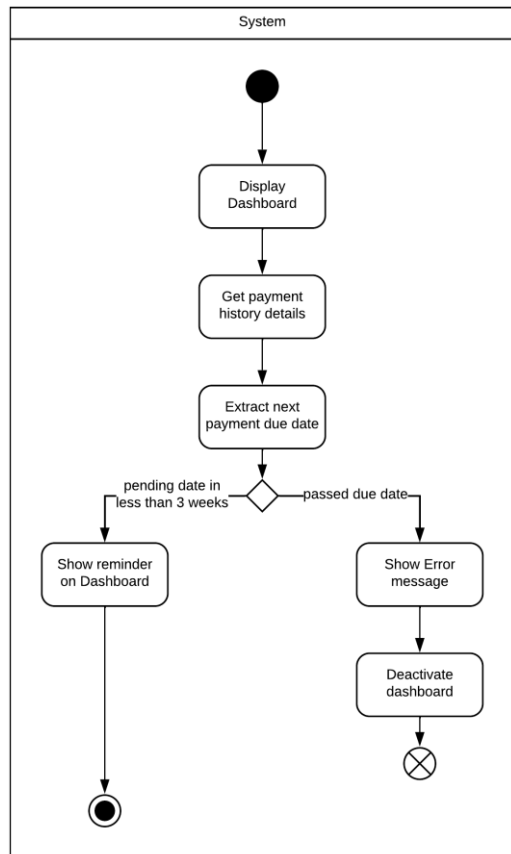 System
Display
Dashboard
Get payment
history details
Extract next
payment due date
pending date in
less than 3 weeks
passed due date
Show reminder
on Dashboard
Show Error
message
Deactivate
dashboard